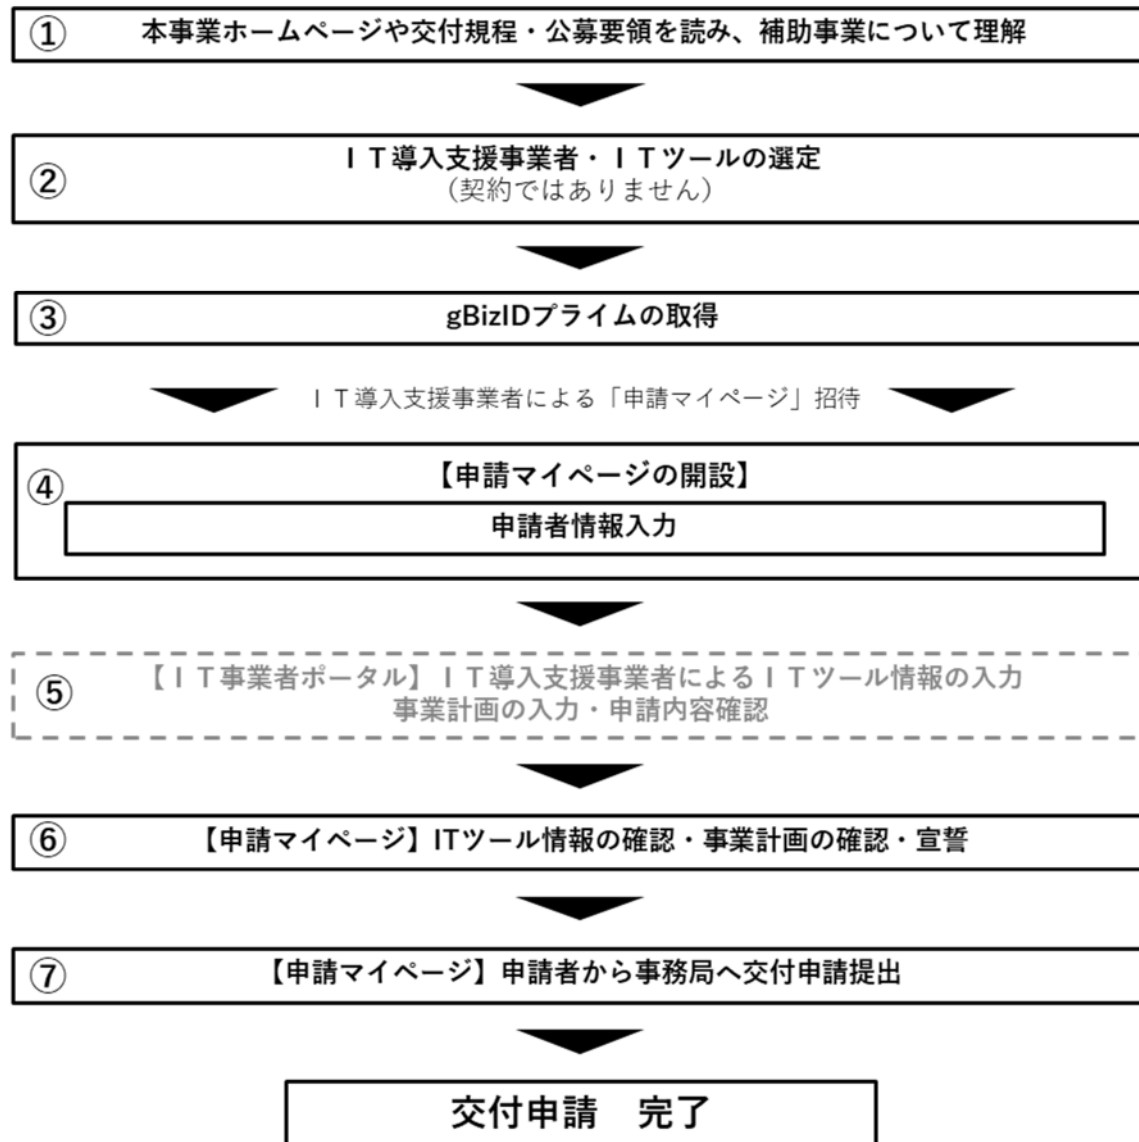 ① 本事業ホームページや交付規程・公募要領を読み、補助事業について理解
② ＩＴ導入支援事業者・ＩＴツールの選定
（契約ではありません）
③ gBizIDプライムの取得
ＩＴ導入支援事業者による「申請マイページ」招待
④ 【申請マイページの開設】
申請者情報入力
⑤ 【ＩＴ事業者ポータル】ＩＴ導入支援事業者によるＩＴツール情報の入力
事業計画の入力・申請内容確認
⑥ 【申請マイページ】ITツール情報の確認・事業計画の確認・宣誓
⑦ 【申請マイページ】申請者から事務局へ交付申請提出
交付申請　完了